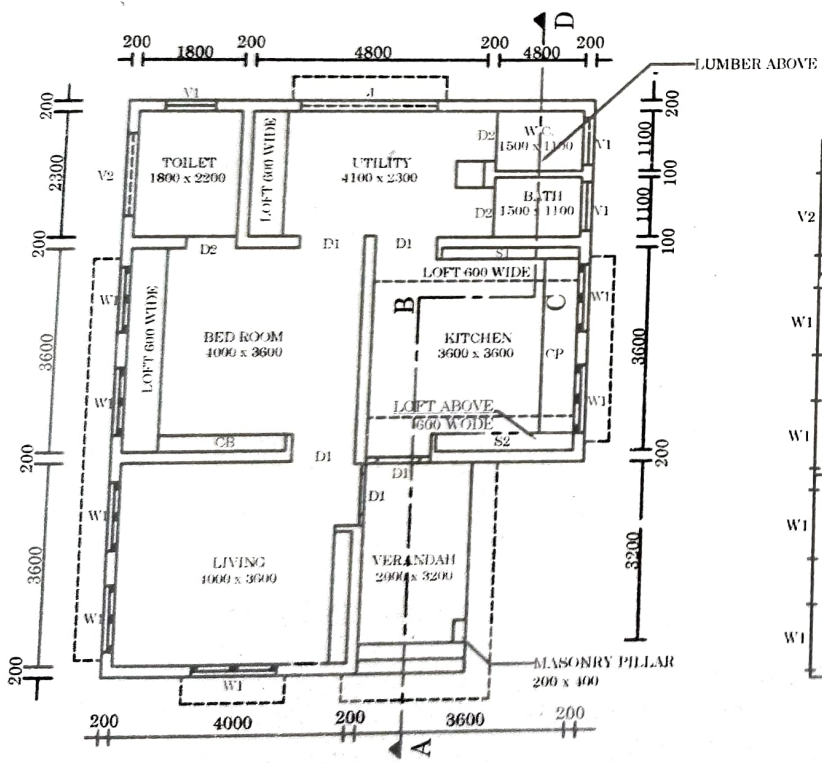 D
200
1800
200
4800
200
4800
200
LUMBER ABOVE
V1
J
200
2300
200
3600
200
3600
200
V2
TOILET
1800 x 2200
LOFT 600 WIDE
UTILITY
4100 x 2300
D2
W.C.
1500 x 1100
V1
D2
BATH
1500 x 1100
V1
200
1100
100
1100
100
3600
200
3200
D2
D1
D1
S1
LOFT 600 WIDE
W1
LOFT 600 WIDE
BED ROOM
4000 x 3600
B
C
KITCHEN
3600 x 3600
CP
W1
W1
LOFT ABOVE
600 WODE
W1
CB
S2
D1
D1
D1
W1
LIVING
4000 x 3600
VERANDAH
2000 x 3200
W1
W1
MASONRY PILLAR
200 x 400
200
4000
200
3600
200
A
V2
W1
W1
W1
W1